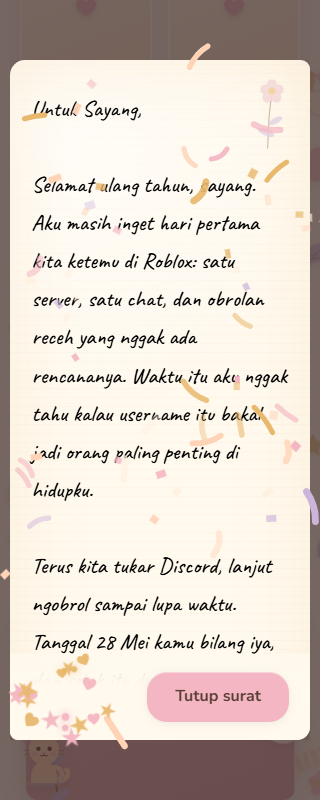 Untuk Sayang,
Selamat ulang tahun, sayang.
Aku masih inget hari pertama
kita ketemu di Roblox: satu
server, satu chat, dan obrolan
receh yang nggak ada
rencananya. Waktu itu aku nggak
tahu kalau username itu bakal
jadi orang paling penting di
hidupku.
Terus kita tukar Discord, lanjut
ngobrol sampai lupa waktu.
Tanggal 28 Mei kamu bilang iya,
Tutup surat